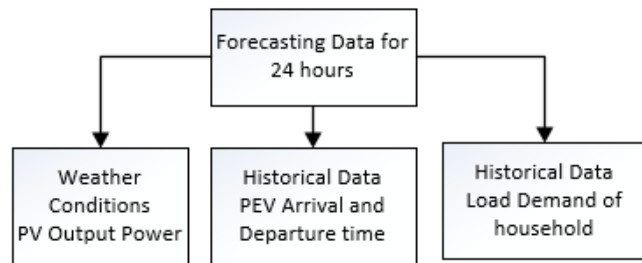 Forecasting Data for
24 hours
Weather
Conditions
PV Output Power
Historical Data
PEV Arrival and
Departure time
Historical Data
Load Demand of
household